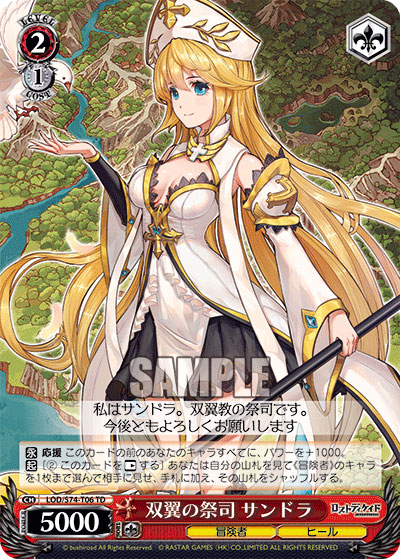 LEVEL
2
1
COST
SAMPLE
私はサンドラ。双翼教の祭司です。
今後ともよろしくお願いします
永 応援 このカードの前のあなたのキャラすべてに、パワーを+1000。
起 [② このカードを する] あなたは自分の山札を見て《冒険者》のキャラ
を1枚まで選んで相手に見せ、手札に加え、その山札をシャッフルする。
CH LOD/S74-T06 TD
5000
双翼の祭司 サンドラ
ロストディケイド
冒険者
ヒール
© bushiroad All Rights Reserved. © RASTAR GAMES (HK) CO.,LIMITED ALL RIGHTS RESERVED.